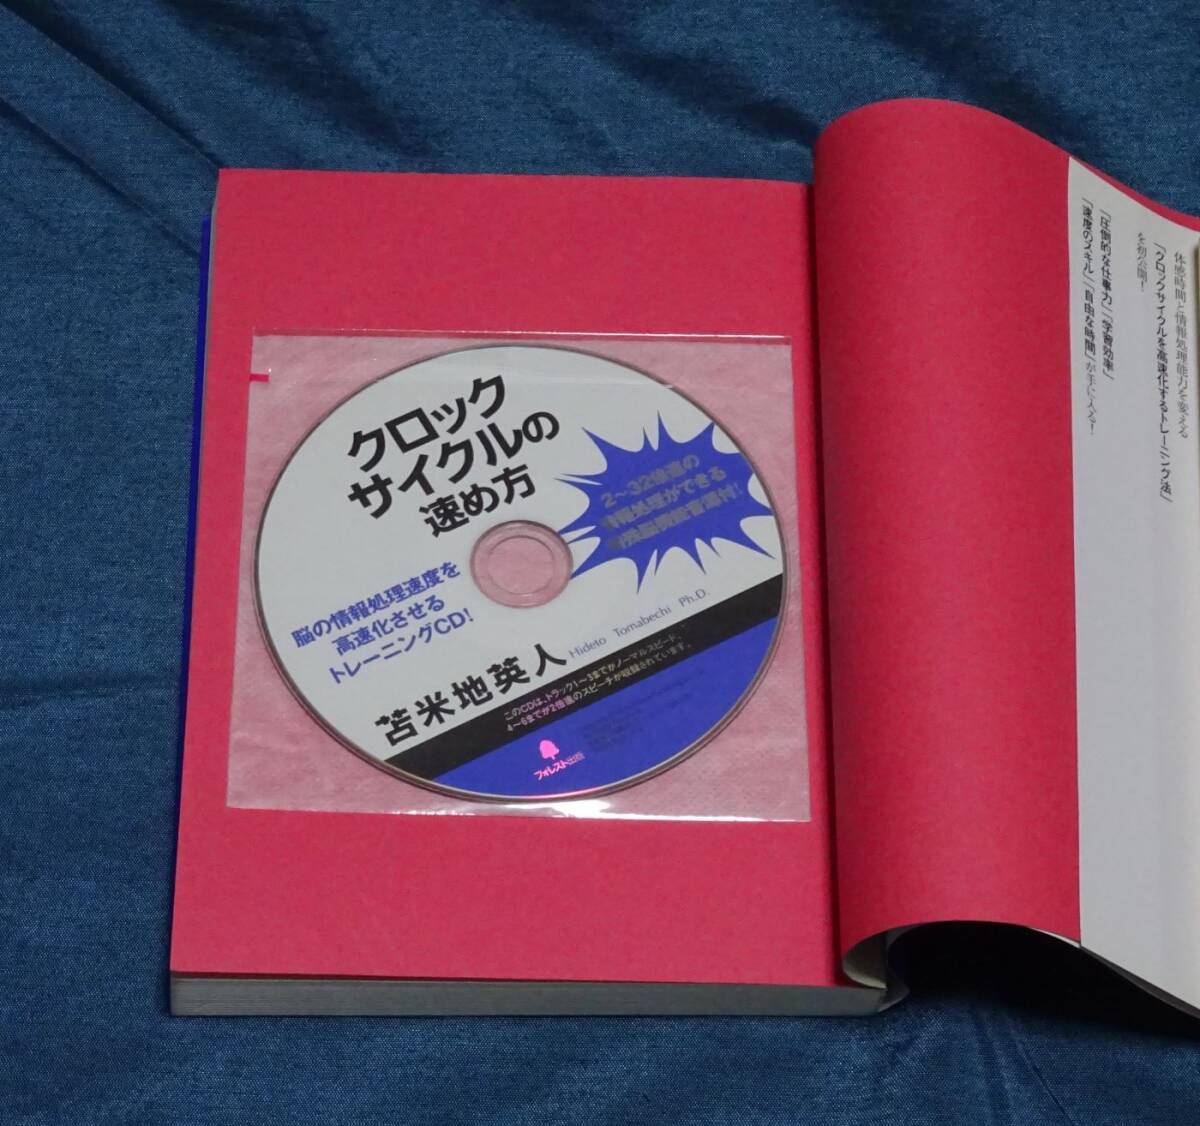 クロック
サイクルの
速め方
2〜32倍速の
情報処理ができる
特殊脳機能音源付!
脳の情報処理速度を
高速化させる
トレーニングCD!
苫米地英人
Hideto Tomabechi Ph.D.
このCDは、トラック1〜3までがノーマルスピード、
4〜6までが2倍速のスピーチが収録されています。
フォレスト出版
体感時間と情報処理能力を変える
「クロックサイクルを高速化するトレーニング法」
を初公開!
「圧倒的な仕事力」「学習効率」
「速度のスキル」「自由な時間」が手に入る!